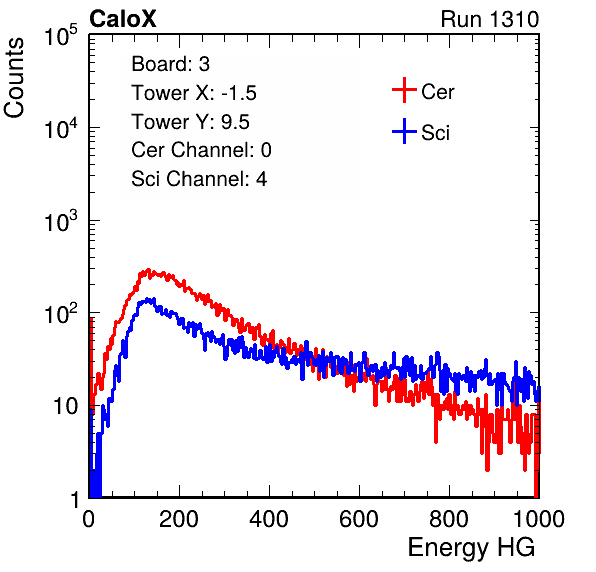 CaloX Run 1310
Counts
Board: 3
Tower X: -1.5
Tower Y: 9.5
Cer Channel: 0
Sci Channel: 4
Cer
Sci
10^5
10^4
10^3
10^2
10
1
0 200 400 600 800 1000
Energy HG